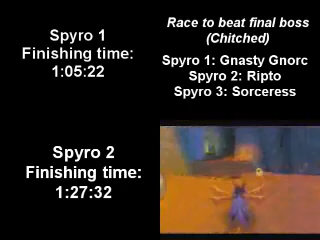 Spyro 1
Finishing time:
1:05:22
Race to beat final boss
(Chitched)
Spyro 1: Gnasty Gnorc
Spyro 2: Ripto
Spyro 3: Sorceress
Spyro 2
Finishing time:
1:27:32